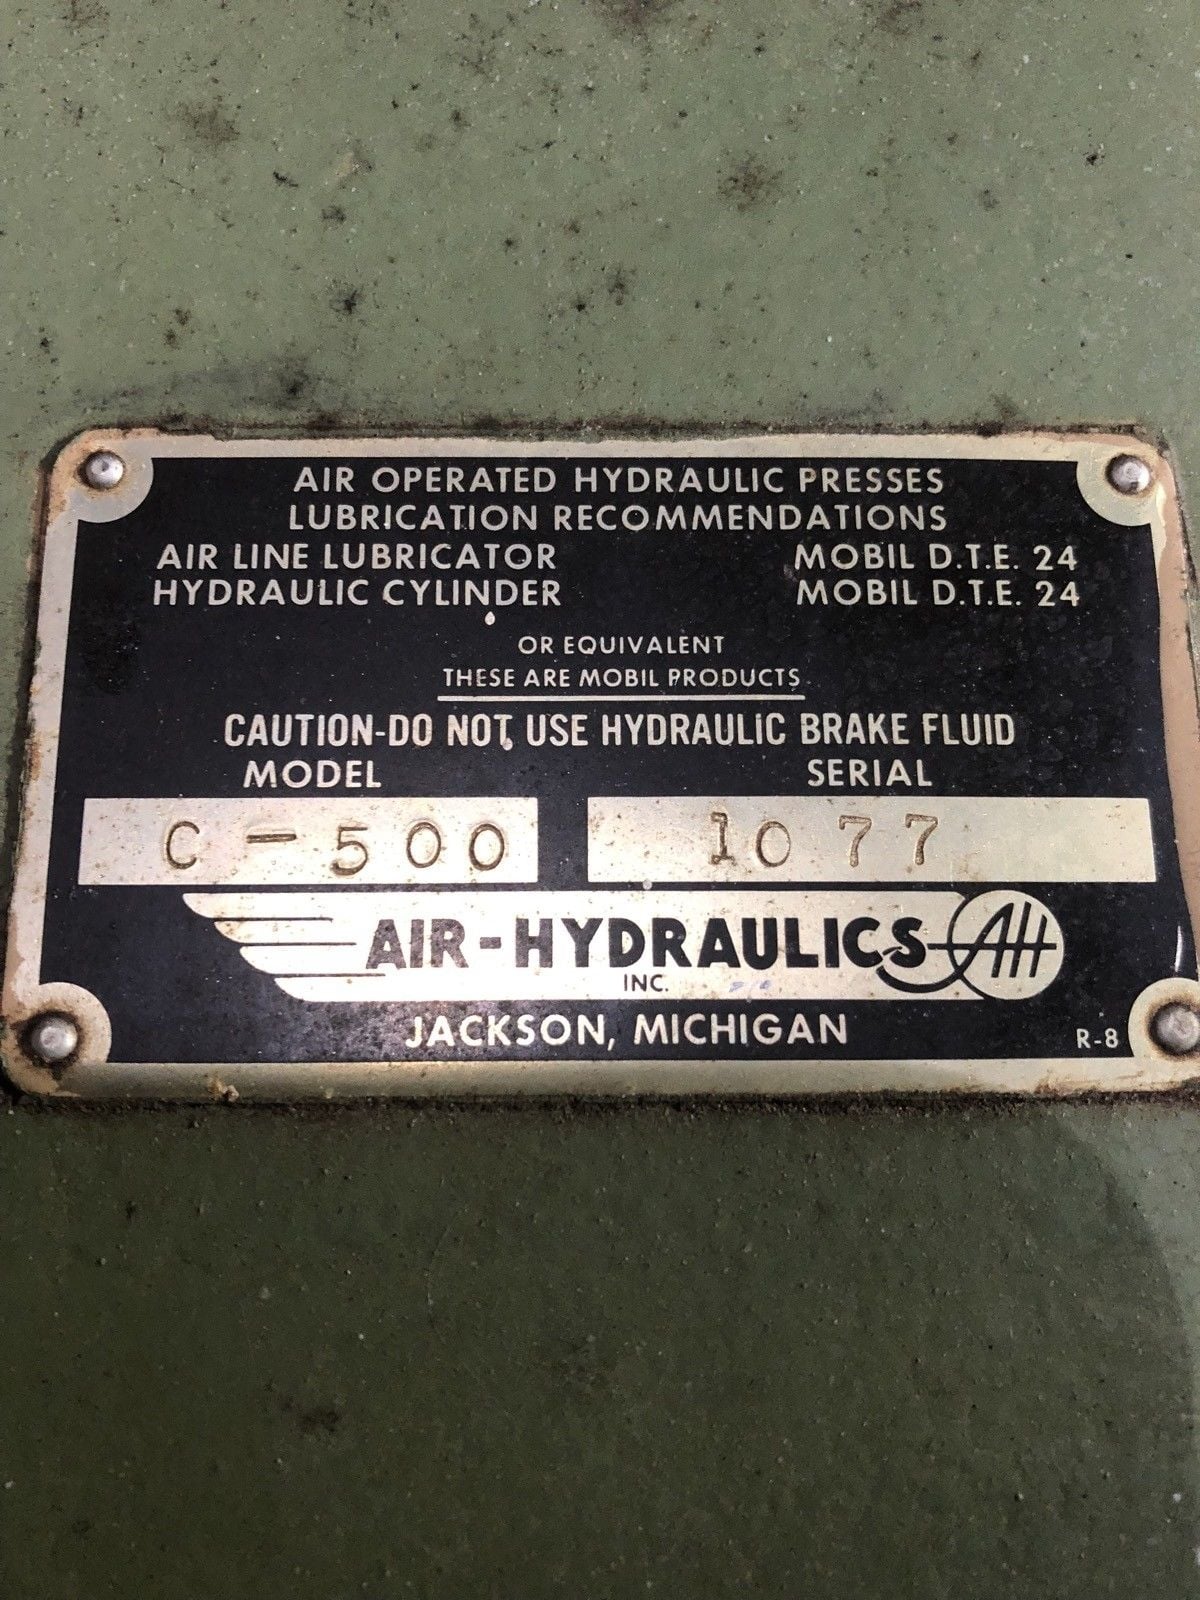 AIR OPERATED HYDRAULIC PRESSES
LUBRICATION RECOMMENDATIONS
AIR LINE LUBRICATOR MOBIL D.T.E. 24
HYDRAULIC CYLINDER MOBIL D.T.E. 24
OR EQUIVALENT
THESE ARE MOBIL PRODUCTS
CAUTION-DO NOT USE HYDRAULIC BRAKE FLUID
MODEL SERIAL
C-500 1077
AIR-HYDRAULICS AH
INC.
JACKSON, MICHIGAN
R-8